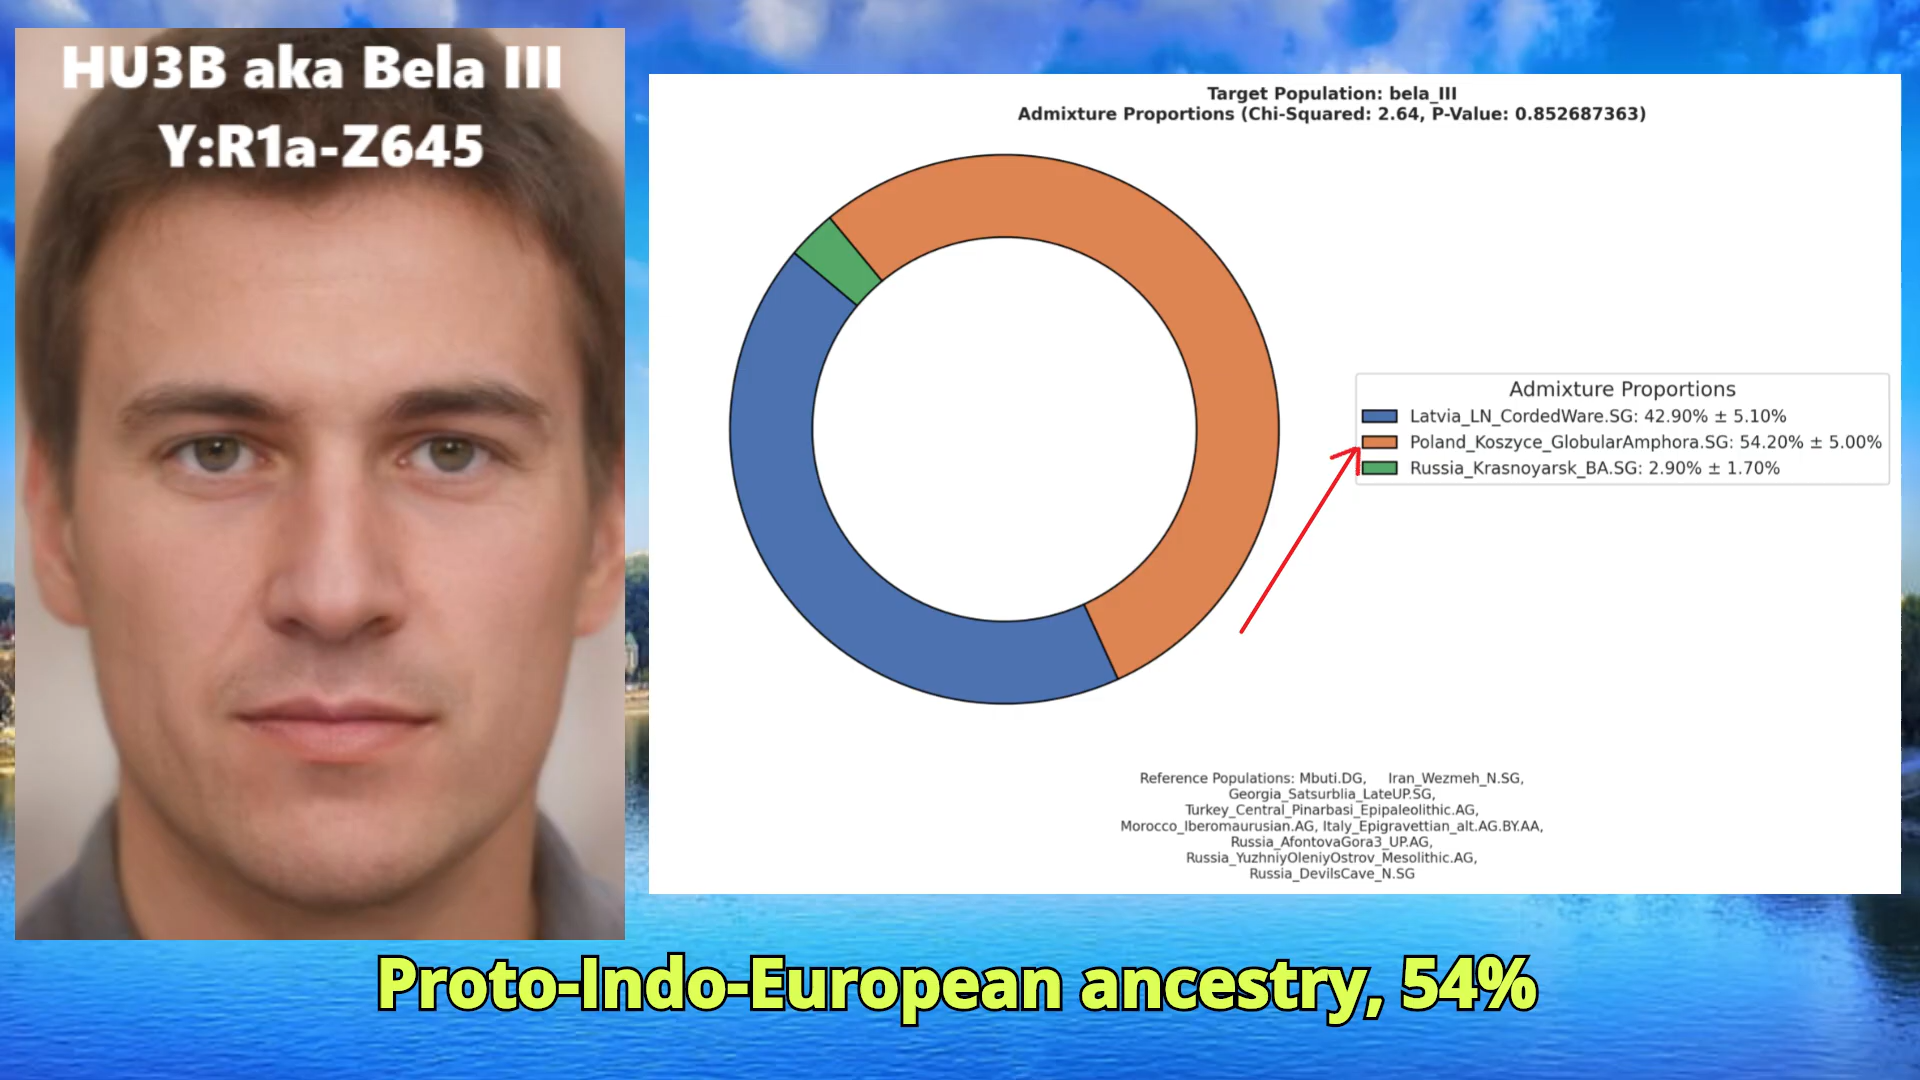 HU3B aka Bela III
Y:R1a-Z645
Target Population: bela_III
Admixture Proportions (Chi-Squared: 2.64, P-Value: 0.852687363)
Admixture Proportions
Latvia_LN_CordedWare.SG: 42.90% ± 5.10%
Poland_Koszyce_GlobularAmphora.SG: 54.20% ± 5.00%
Russia_Krasnoyarsk_BA.SG: 2.90% ± 1.70%
Reference Populations: Mbuti.DG, Iran_Wezmeh_N.SG,
Georgia_Satsurblia_LateUP.SG,
Turkey_Central_Pinarbasi_Epipaleolithic.AG,
Morocco_Iberomaurusian.AG, Italy_Epigravettian_alt.AG.BY.AA,
Russia_AfontovaGora3_UP.AG,
Russia_YuzhniyOleniyOstrov_Mesolithic.AG,
Russia_DevilsCave_N.SG
Proto-Indo-European ancestry, 54%